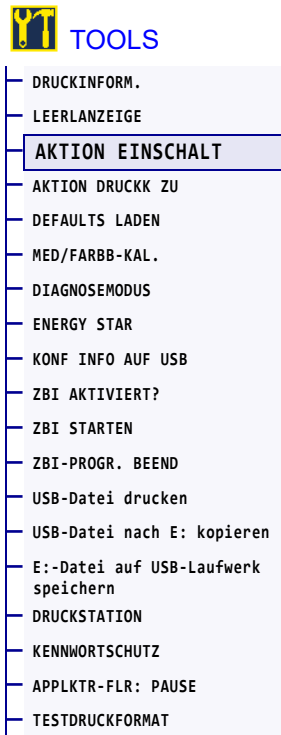 TOOLS
DRUCKINFORM.
LEERLANZEIGE
AKTION EINSCHALT
AKTION DRUCKK ZU
DEFAULTS LADEN
MED/FARBB-KAL.
DIAGNOSEMODUS
ENERGY STAR
KONF INFO AUF USB
ZBI AKTIVIERT?
ZBI STARTEN
ZBI-PROGR. BEEND
USB-Datei drucken
USB-Datei nach E: kopieren
E:-Datei auf USB-Laufwerk
speichern
DRUCKSTATION
KENNWORTSCHUTZ
APPLKTR-FLR: PAUSE
TESTDRUCKFORMAT